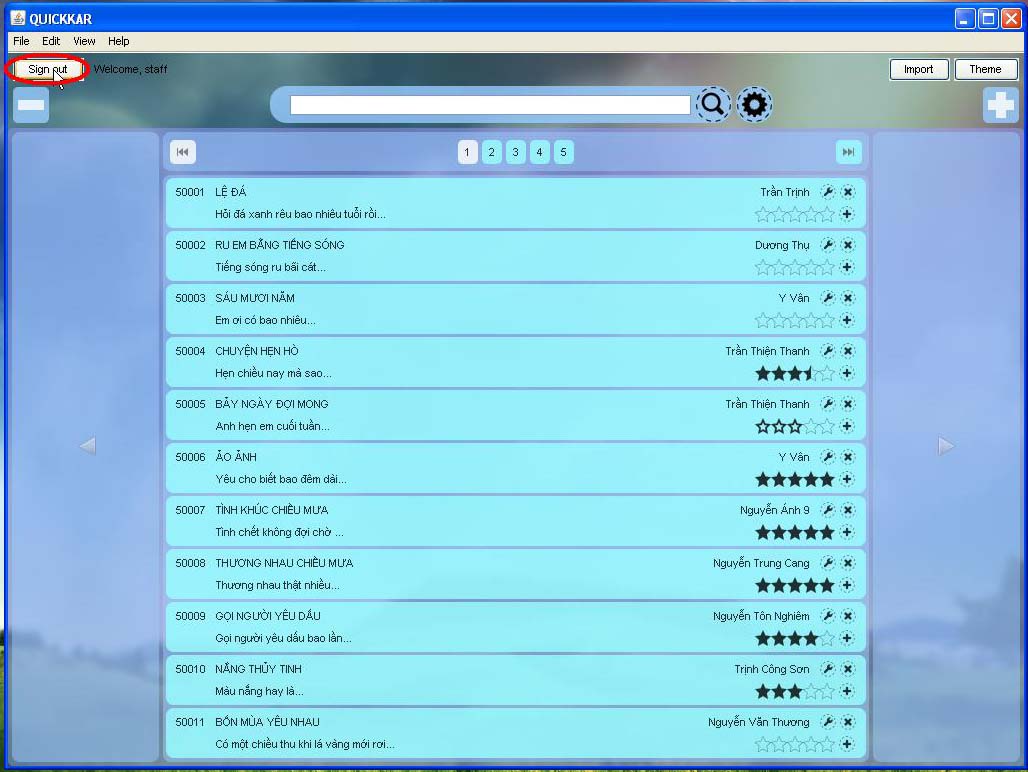 QUICKKAR
File Edit View Help
Sign out Welcome, staff Import Theme
1 2 3 4 5
50001 LỆ ĐÁ Trần Trịnh
Hỏi đá xanh rêu bao nhiêu tuổi rồi...
50002 RU EM BẰNG TIẾNG SÓNG Dương Thụ
Tiếng sóng ru bãi cát...
50003 SÁU MƯƠI NĂM Y Vân
Em ơi có bao nhiêu...
50004 CHUYỆN HẸN HÒ Trần Thiện Thanh
Hẹn chiều nay mà sao...
50005 BẢY NGÀY ĐỢI MONG Trần Thiện Thanh
Anh hẹn em cuối tuần...
50006 ẢO ẢNH Y Vân
Yêu cho biết bao đêm dài...
50007 TÌNH KHÚC CHIỀU MƯA Nguyễn Ánh 9
Tình chết không đợi chờ ...
50008 THƯƠNG NHAU CHIỀU MƯA Nguyễn Trung Cang
Thương nhau thật nhiều...
50009 GỌI NGƯỜI YÊU DẤU Nguyễn Tôn Nghiêm
Gọi người yêu dấu bao lần...
50010 NẮNG THỦY TINH Trịnh Công Sơn
Màu nắng hay là...
50011 BỐN MÙA YÊU NHAU Nguyễn Văn Thương
Có một chiều thu khi lá vàng mới rơi...